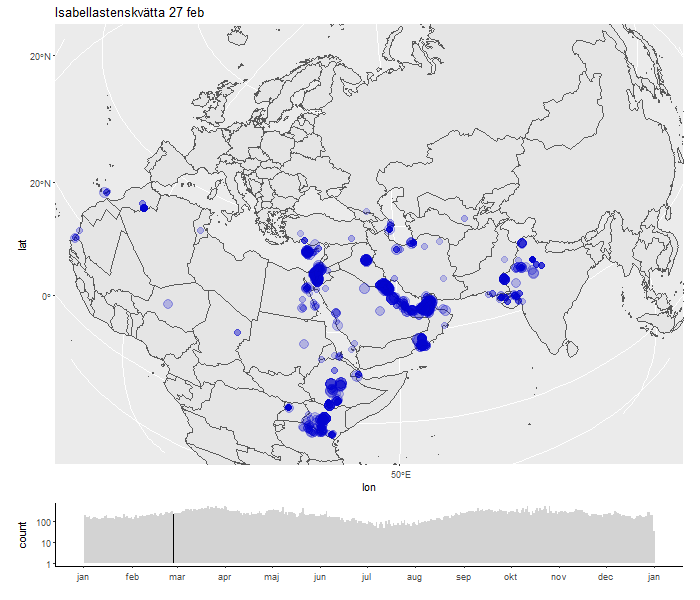 Isabellastenskvätta 27 feb
20°N
20°N
0°
lat
50°E
lon
count
100
10
1
jan feb mar apr maj jun jul aug sep okt nov dec jan